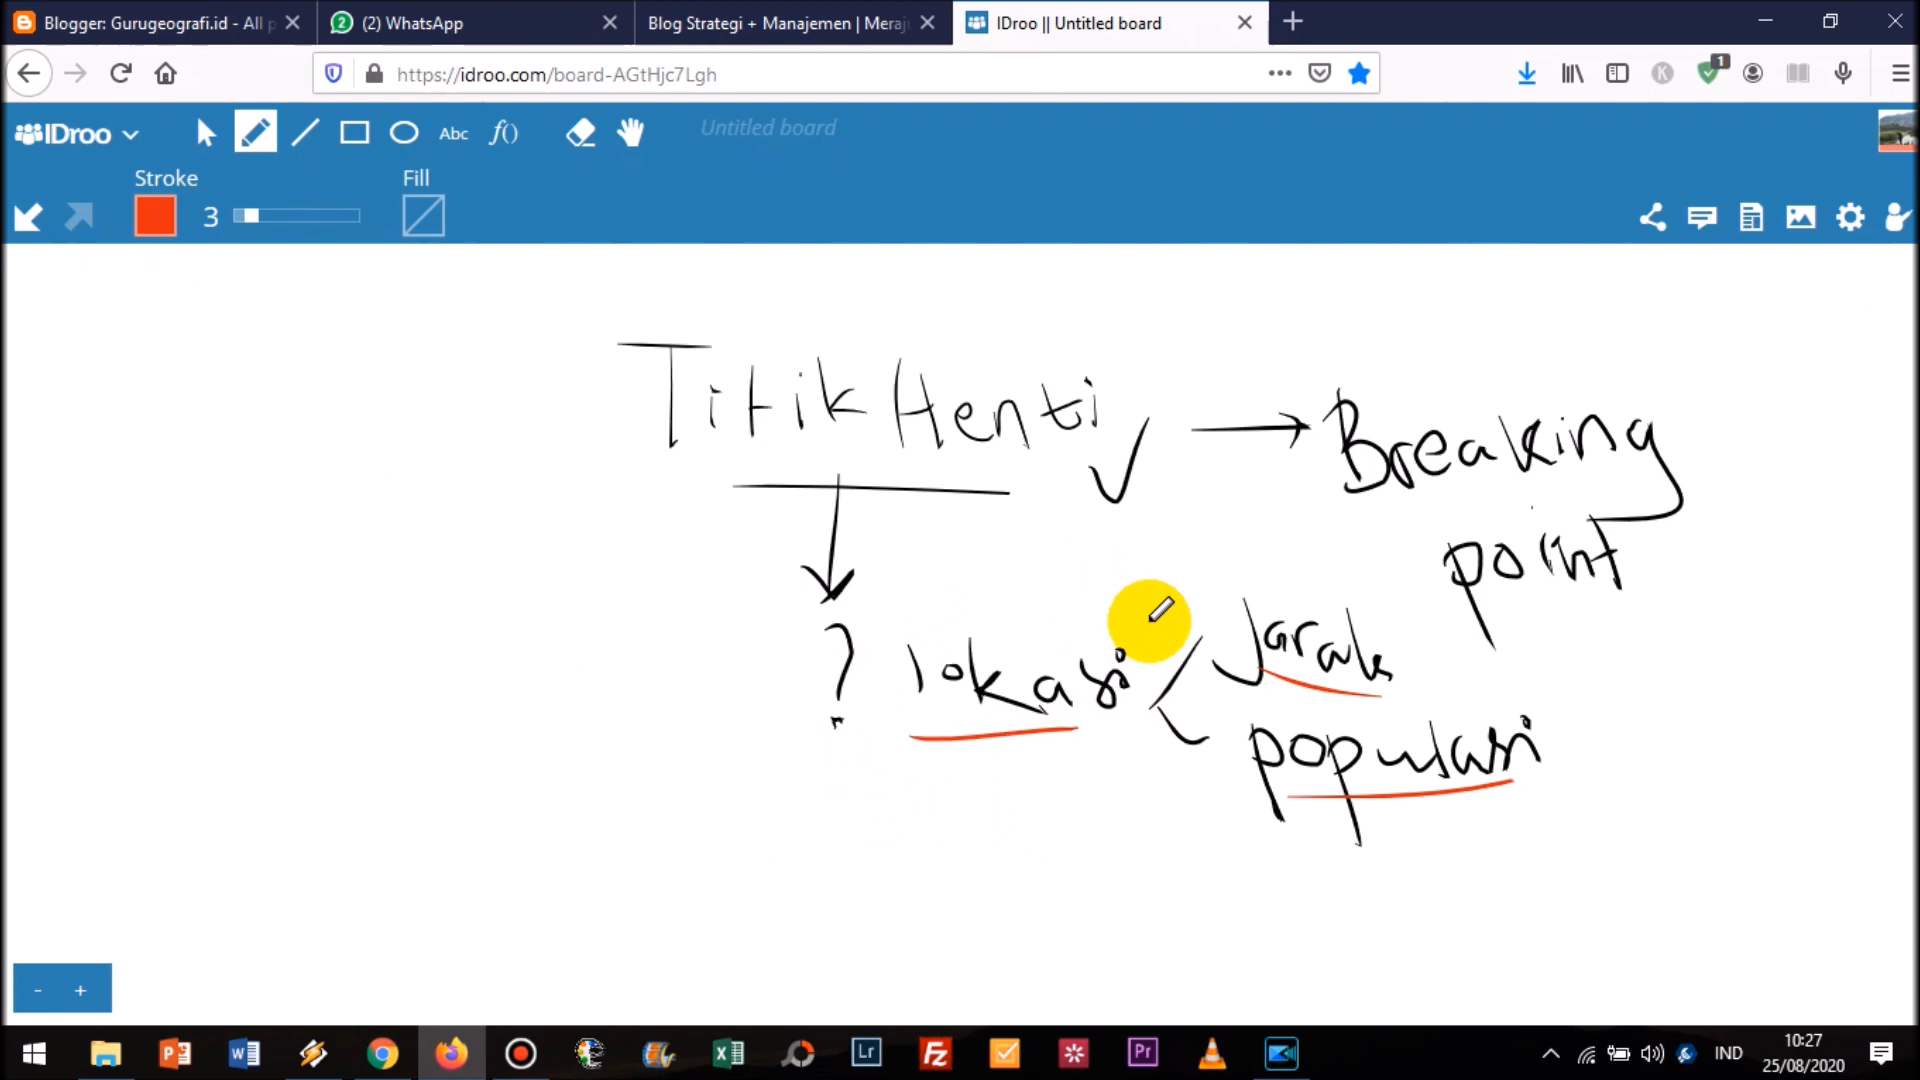 Blogger: Gurugeografi.id - All p
(2) WhatsApp
Blog Strategi + Manajemen | Meraj
IDroo || Untitled board
https://idroo.com/board-AGtHjc7Lgh
1
IDroo
Abc
f()
Untitled board
Stroke
3
Fill
Titik Henti
Breaking
point
? lokasi
Jarak
populasi
- +
IND
10:27
25/08/2020